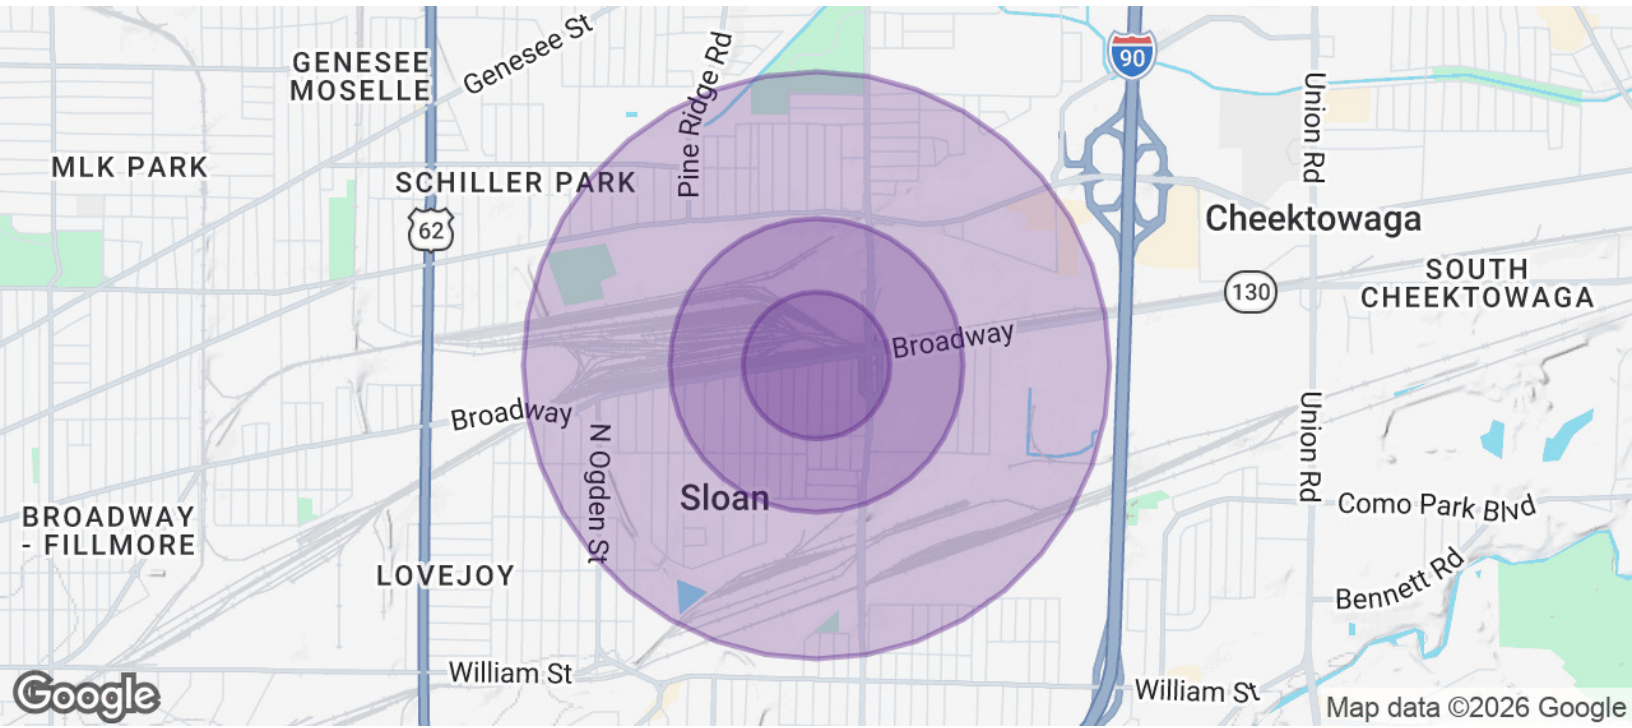 Genesee St
Pine Ridge Rd
90
GENESEE
MOSELLE
Union Rd
MLK PARK
SCHILLER PARK
62
Cheektowaga
SOUTH
CHEEKTOWAGA
130
Broadway
Broadway
N Ogden St
Union Rd
Sloan
Como Park Blvd
BROADWAY
- FILLMORE
LOVEJOY
Bennett Rd
William St
William St
Google
Map data ©2026 Google